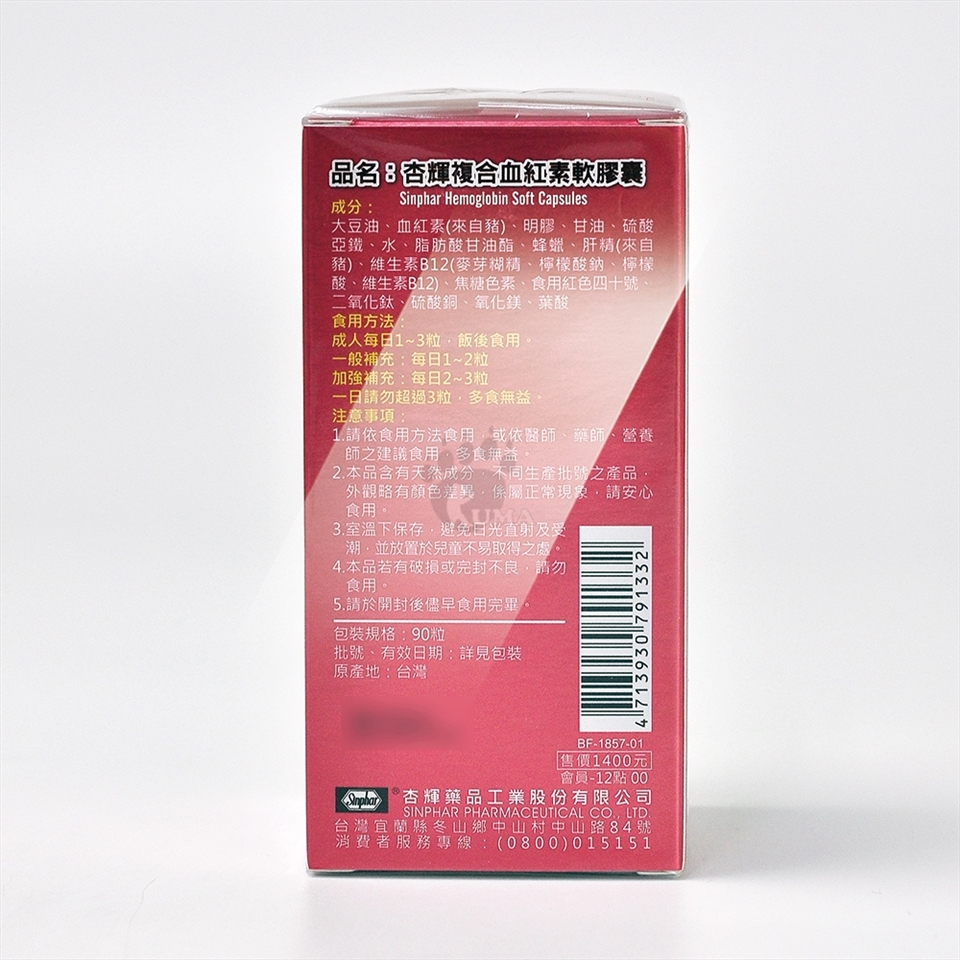 品名：杏輝複合血紅素軟膠囊
Sinphar Hemoglobin Soft Capsules
成分：
大豆油、血紅素(來自豬)、明膠、甘油、硫酸
亞鐵、水、脂肪酸甘油酯、蜂蠟、肝精(來自
豬)、維生素B12(麥芽糊精、檸檬酸鈉、檸檬
酸、維生素B12)、焦糖色素、食用紅色四十號、
二氧化鈦、硫酸銅、氧化鎂、葉酸
食用方法：
成人每日1~3粒，飯後食用。
一般補充：每日1~2粒
加強補充：每日2~3粒
一日請勿超過3粒，多食無益。
注意事項：
1.請依食用方法食用，或依醫師、藥師、營養
師之建議食用，多食無益。
2.本品含有天然成分，不同生產批號之產品，
外觀略有顏色差異，係屬正常現象，請安心
食用。
3.室溫下保存，避免日光直射及受
潮，並放置於兒童不易取得之處。
4.本品若有破損或完封不良，請勿
食用。
5.請於開封後儘早食用完畢。
包裝規格：90粒
批號、有效日期：詳見包裝
原產地：台灣
4713930791332
BF-1857-01
售價1400元
會員-12點00
Sinphar®
杏輝藥品工業股份有限公司
SINPHAR PHARMACEUTICAL CO., LTD.
台灣宜蘭縣冬山鄉中山村中山路84號
消費者服務專線：(0800)015151
KUMA